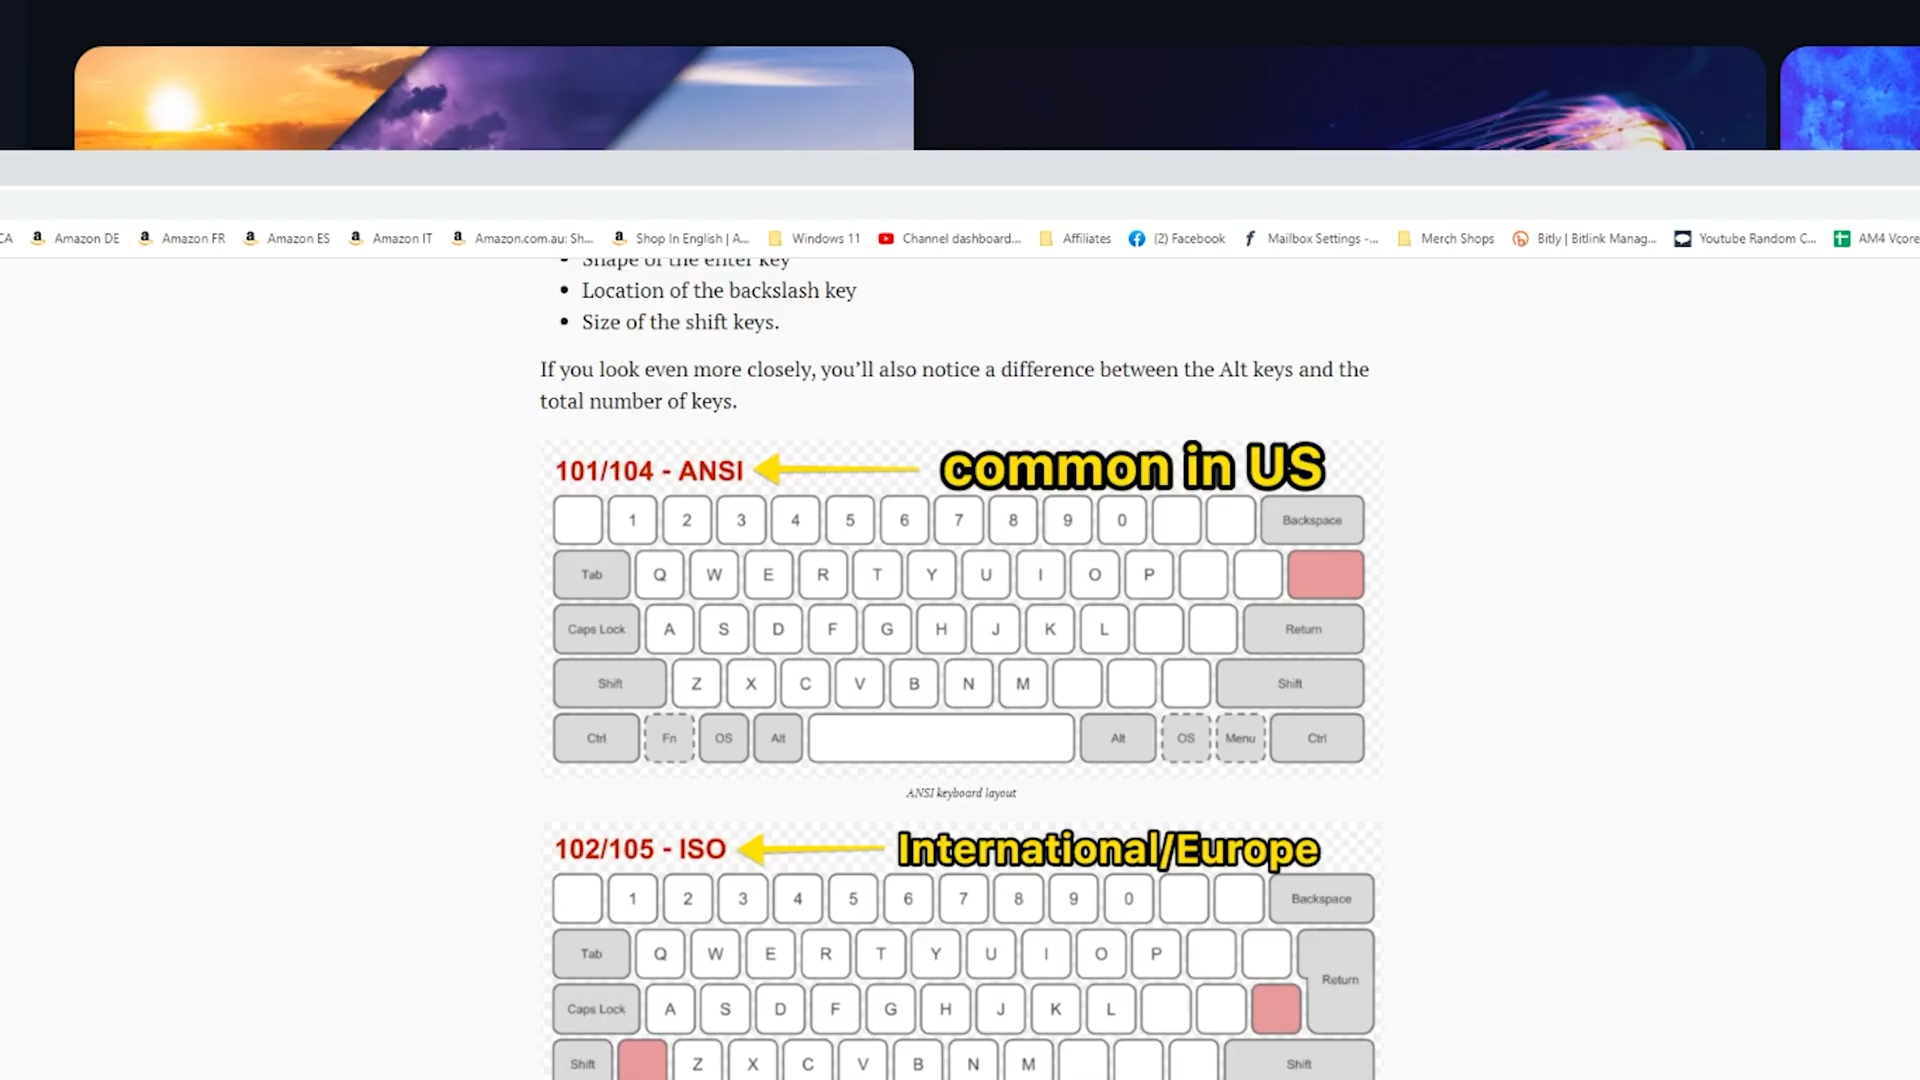 CA Amazon DE Amazon FR Amazon ES Amazon IT Amazon.com.au: Sh... Shop In English | A... Windows 11 Channel dashboard... Affiliates (2) Facebook Mailbox Settings -... Merch Shops Bitly | Bitlink Manag... Youtube Random C... AM4 Vcore
• Shape of the enter key
• Location of the backslash key
• Size of the shift keys.
If you look even more closely, you’ll also notice a difference between the Alt keys and the
total number of keys.
101/104 - ANSI common in US
1 2 3 4 5 6 7 8 9 0 Backspace
Tab Q W E R T Y U I O P
Caps Lock A S D F G H J K L Return
Shift Z X C V B N M Shift
Ctrl Fn OS Alt Alt OS Menu Ctrl
ANSI keyboard layout
102/105 - ISO International/Europe
1 2 3 4 5 6 7 8 9 0 Backspace
Tab Q W E R T Y U I O P Return
Caps Lock A S D F G H J K L
Shift Z X C V B N M Shift